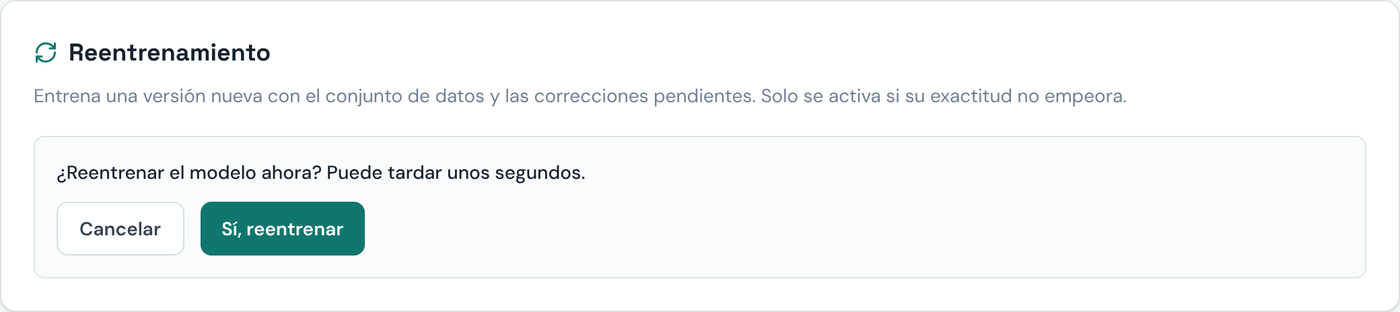 Reentrenamiento
Entrena una versión nueva con el conjunto de datos y las correcciones pendientes. Solo se activa si su exactitud no empeora.
¿Reentrenar el modelo ahora? Puede tardar unos segundos.
Cancelar
Sí, reentrenar